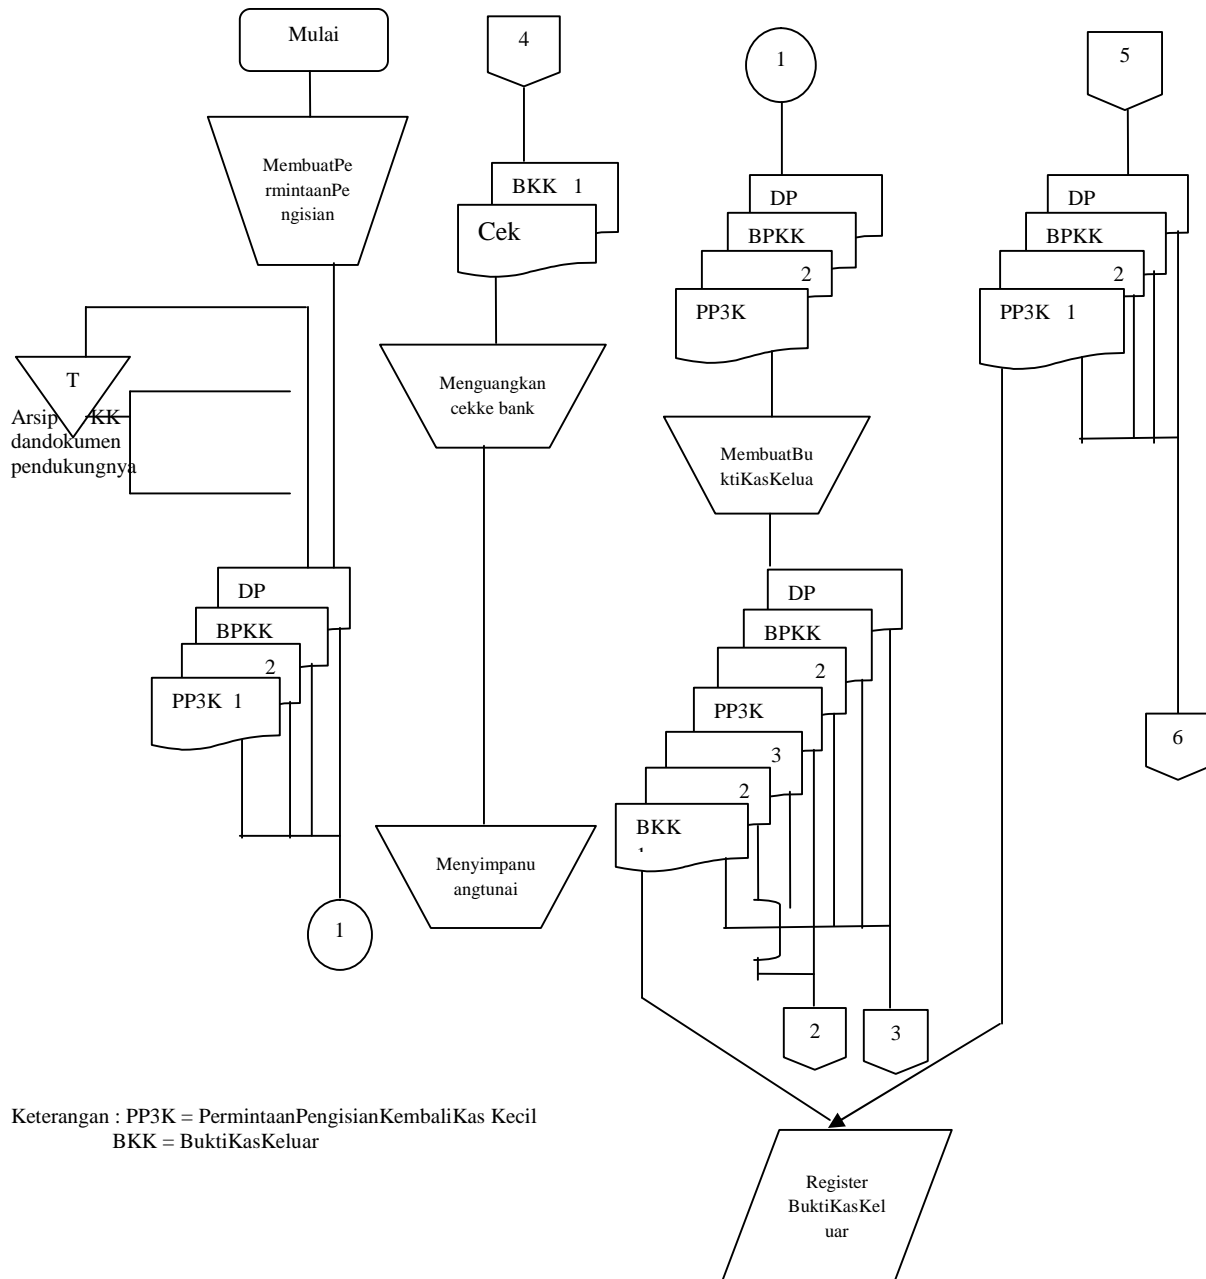 Mulai
MembuatPe
rmintaanPe
ngisian
T
Arsip KK
dandokumen
pendukungnya
DP
BPKK
2
PP3K 1
1
4
BKK 1
Cek
Menguangkan
cekke bank
Menyimpanu
angtunai
1
DP
BPKK
2
PP3K
MembuatBu
ktiKasKelua
DP
BPKK
2
PP3K
3
2
BKK
2
3
5
DP
BPKK
2
PP3K 1
6
Keterangan : PP3K = PermintaanPengisianKembaliKas Kecil
BKK = BuktiKasKeluar
Register
BuktiKasKel
uar